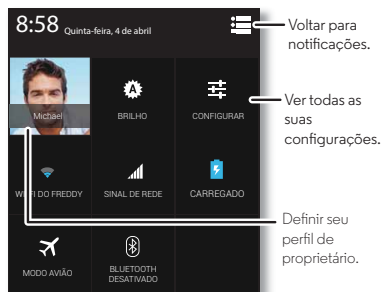 8:58 Quinta-feira, 4 de abril
Voltar para
notificações.
Michael
BRILHO
CONFIGURAR
Ver todas as
suas
configurações.
WI-FI DO FREDDY
SINAL DE REDE
CARREGADO
Definir seu
perfil de
proprietário.
MODO AVIÃO
BLUETOOTH
DESATIVADO